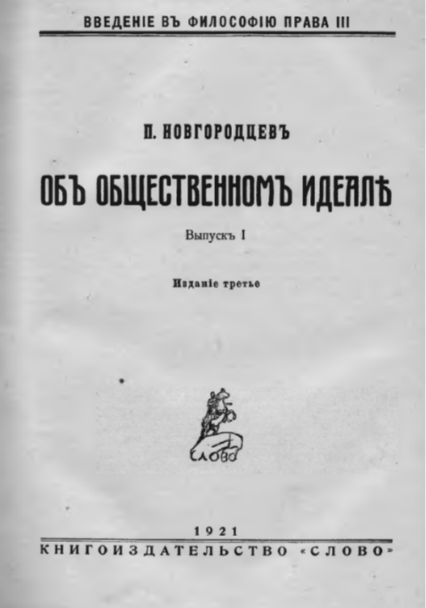 ВВЕДЕНІЕ ВЪ ФИЛОСОФІЮ ПРАВА III
П. НОВГОРОДЦЕВЪ
ОБЪ ОБЩЕСТВЕННОМЪ ИДЕАЛѢ
Выпускъ I
Изданіе третье
СЛОВО
1921
КНИГОИЗДАТЕЛЬСТВО «СЛОВО»